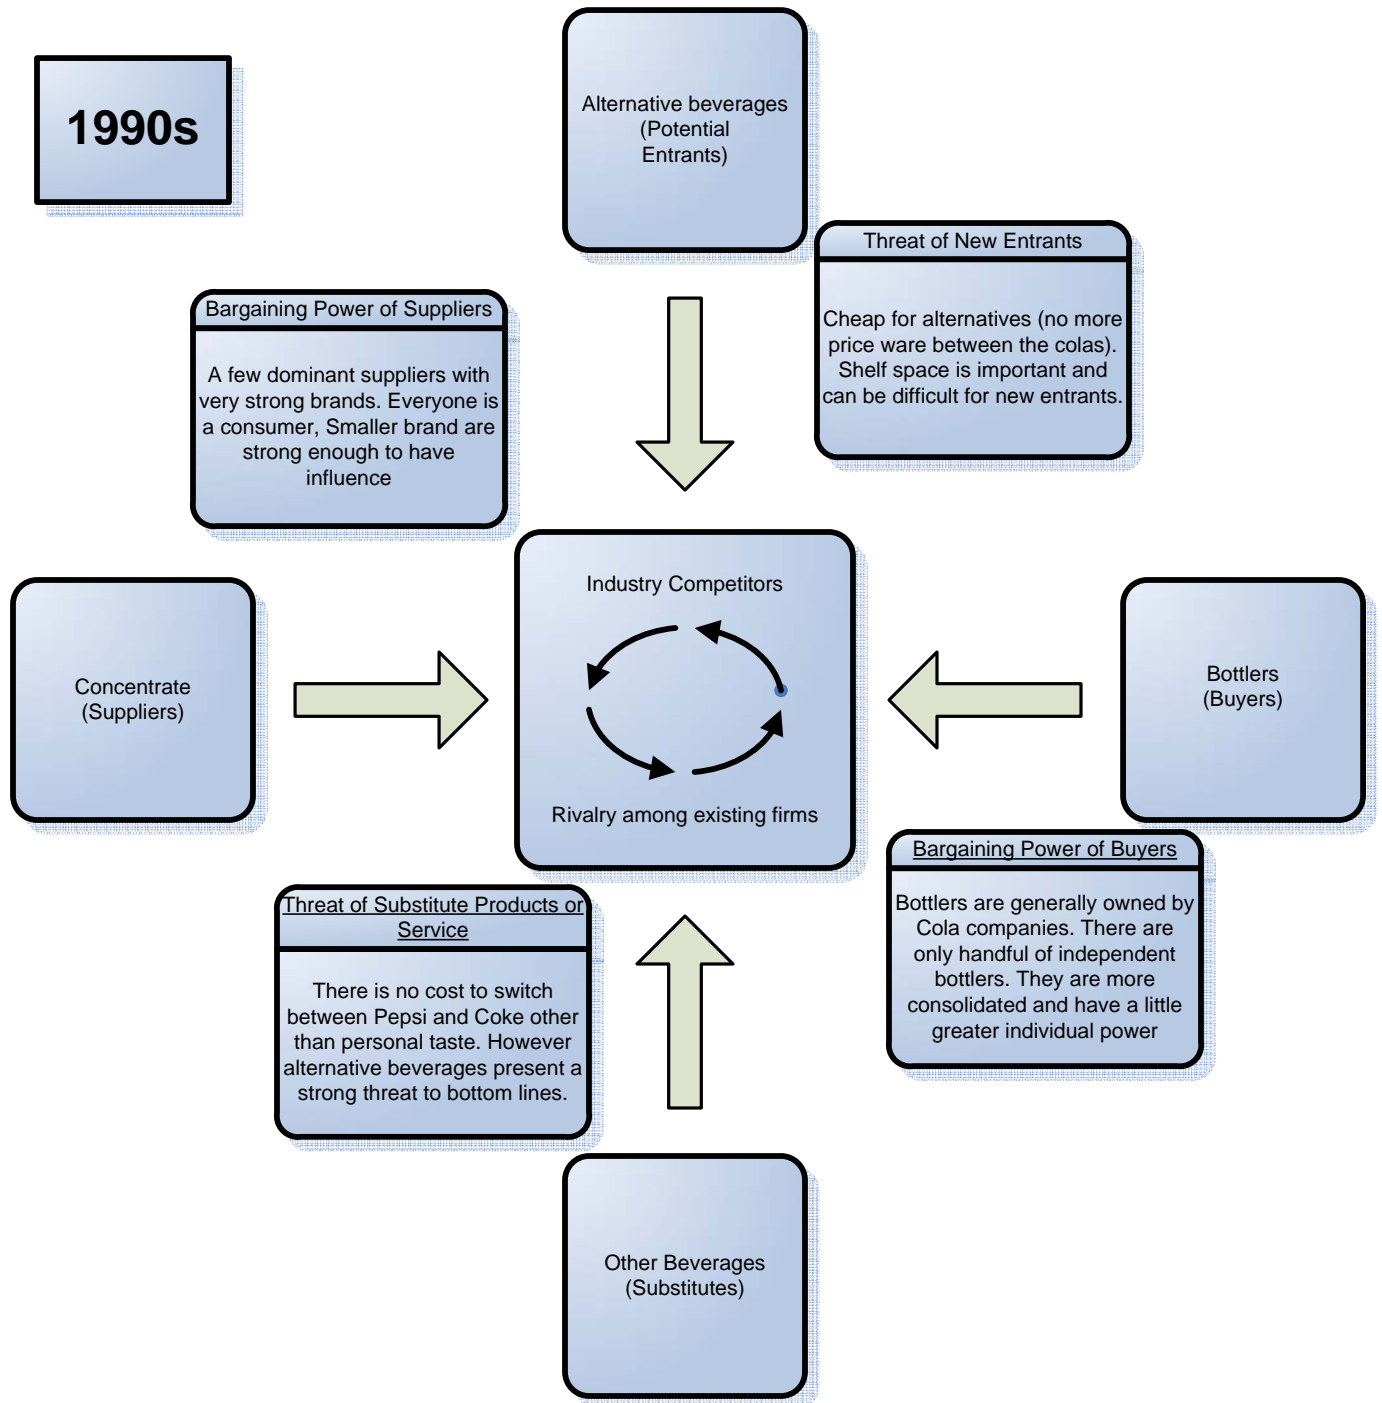 1990s
Alternative beverages
(Potential
Entrants)
Threat of New Entrants
Cheap for alternatives (no more
price ware between the colas).
Shelf space is important and
can be difficult for new entrants.
Bargaining Power of Suppliers
A few dominant suppliers with
very strong brands. Everyone is
a consumer, Smaller brand are
strong enough to have
influence
Industry Competitors
Rivalry among existing firms
Concentrate
(Suppliers)
Bottlers
(Buyers)
Bargaining Power of Buyers
Bottlers are generally owned by
Cola companies. There are
only handful of independent
bottlers. They are more
consolidated and have a little
greater individual power
Threat of Substitute Products or
Service
There is no cost to switch
between Pepsi and Coke other
than personal taste. However
alternative beverages present a
strong threat to bottom lines.
Other Beverages
(Substitutes)